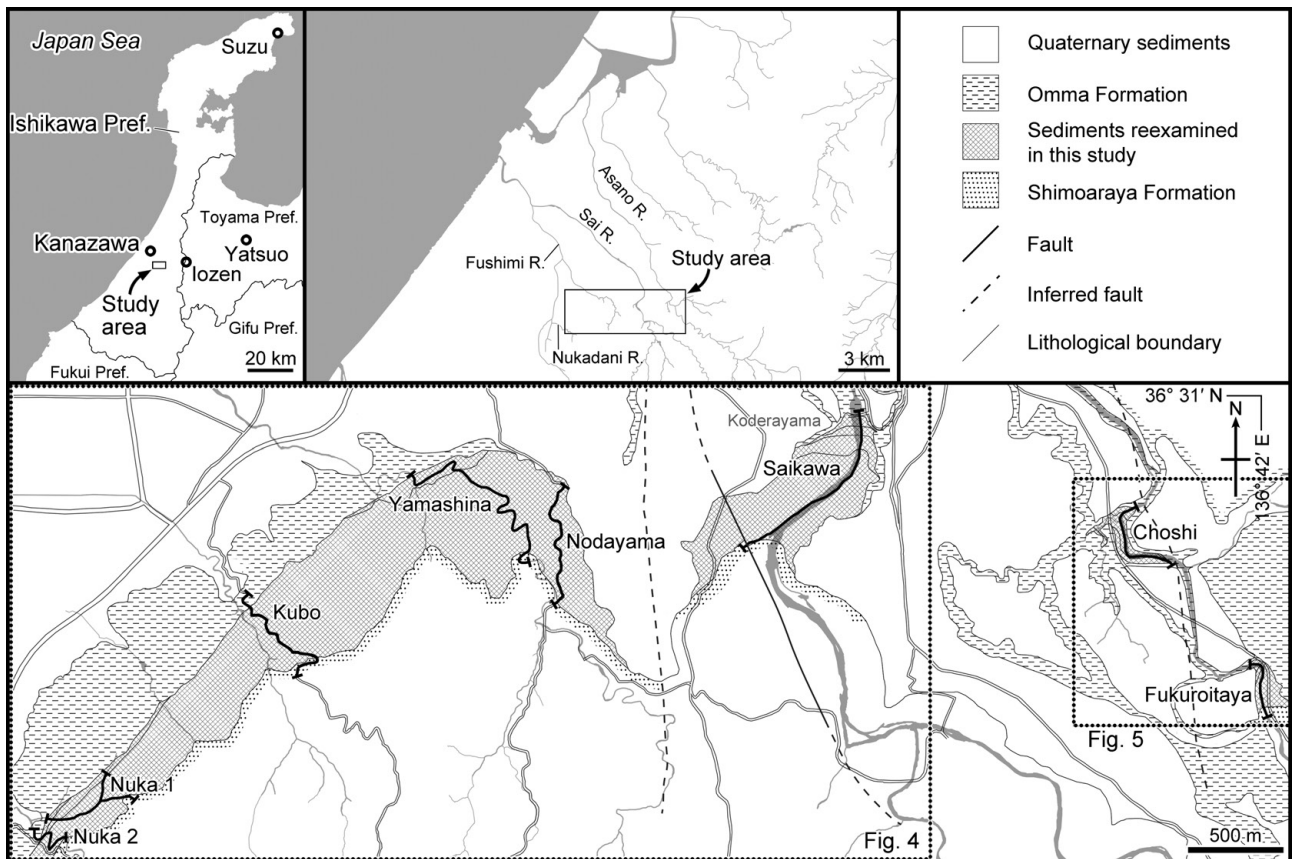 Japan Sea
Suzu
Ishikawa Pref.
Toyama Pref.
Kanazawa
Yatsuo
Iozen
Study
area
Gifu Pref.
20 km
Fukui Pref.
Asano R.
Sai R.
Fushimi R.
Study area
Nukadani R.
3 km
Quaternary sediments
Omma Formation
Sediments reexamined
in this study
Shimoaraya Formation
Fault
Inferred fault
Lithological boundary
Koderayama
Saikawa
Yamashina
Nodayama
Kubo
Nuka 1
Nuka 2
Fig. 4
36° 31′ N
N
136° 42′ E
Choshi
Fukuroitaya
Fig. 5
500 m